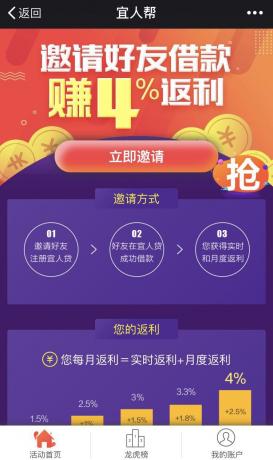 返回
宜人帮
邀请好友借款
赚4%返利
立即邀请
抢
邀请方式
01
02
03
邀请好友
注册宜人贷
好友在宜人贷
成功借款
您获得实时
和月度返利
您的返利
您每月返利=实时返利+月度返利
4%
3.3%
3%
2.5%
1.5%
+2.5%
+1.8%
+1.5%
+1%
活动首页
龙虎榜
我的账户